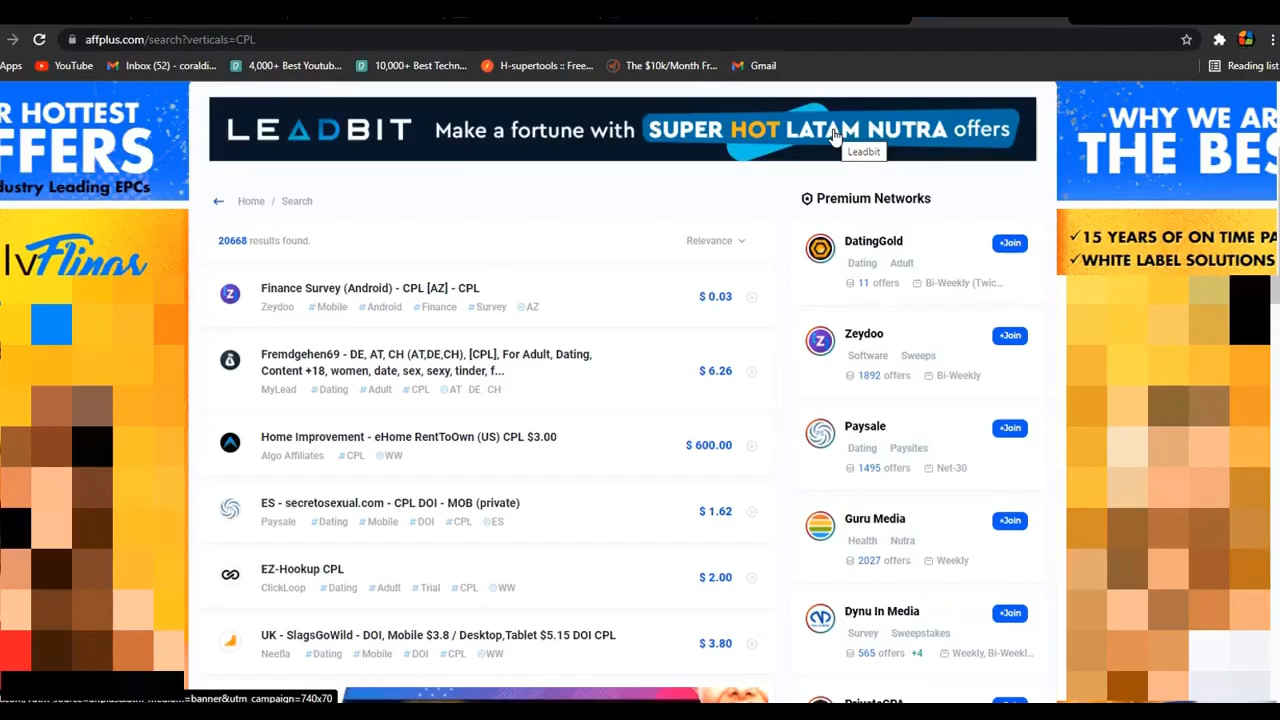 affplus.com/search?verticals=CPL
Apps YouTube Inbox (52) - coraldi... 4,000+ Best Youtub... 10,000+ Best Techn... H-supertools :: Free... The $10k/Month Fr... Gmail Reading list
R HOTTEST
FFERS
dustry Leading EPCs
LEADBIT Make a fortune with SUPER HOT LATAM NUTRA offers
Leadbit
WHY WE AR
THE BES
15 YEARS OF ON TIME PA
WHITE LABEL SOLUTIONS
Home / Search
20668 results found.
Relevance
Finance Survey (Android) - CPL [AZ] - CPL
$ 0.03
Zeydoo #Mobile #Android #Finance #Survey AZ
Fremdgehen69 - DE, AT, CH (AT,DE,CH), [CPL], For Adult, Dating,
Content +18, women, date, sex, sexy, tinder, f...
$ 6.26
MyLead #Dating #Adult #CPL AT DE CH
Home Improvement - eHome RentToOwn (US) CPL $3.00
$ 600.00
Algo Affiliates #CPL WW
ES - secretosexual.com - CPL DOI - MOB (private)
$ 1.62
Paysale #Dating #Mobile #DOI #CPL ES
EZ-Hookup CPL
$ 2.00
ClickLoop #Dating #Adult #Trial #CPL WW
UK - SlagsGoWild - DOI, Mobile $3.8 / Desktop,Tablet $5.15 DOI CPL
$ 3.80
Neefla #Dating #Mobile #DOI #CPL WW
Premium Networks
DatingGold
+Join
Dating Adult
11 offers Bi-Weekly (Twic...
Zeydoo
+Join
Software Sweeps
1892 offers Bi-Weekly
Paysale
+Join
Dating Paysites
1495 offers Net-30
Guru Media
+Join
Health Nutra
2027 offers Weekly
Dynu In Media
+Join
Survey Sweepstakes
565 offers +4 Weekly, Bi-Weekl...